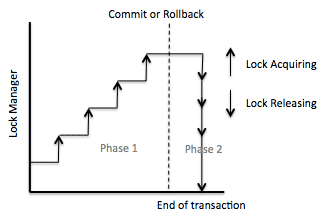 Commit or Rollback
Lock Acquiring
Lock Releasing
Lock Manager
Phase 1
Phase 2
End of transaction